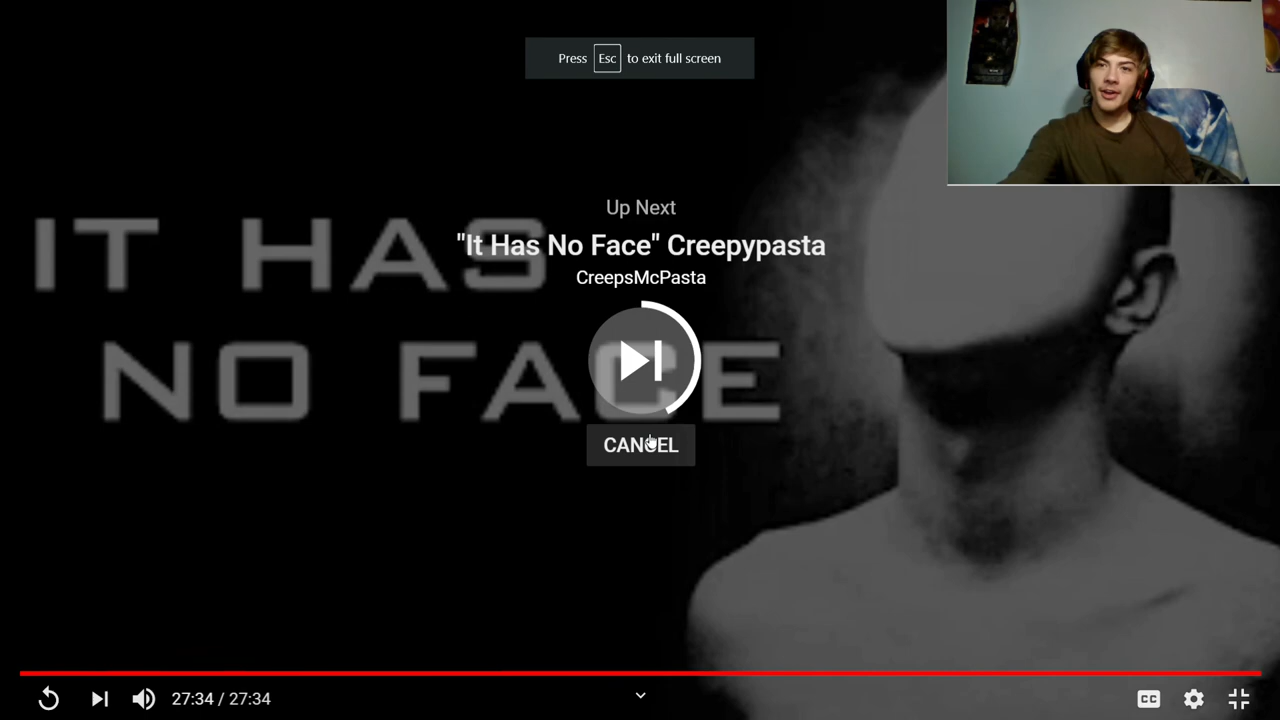 Press Esc to exit full screen
Up Next
"It Has No Face" Creepypasta
CreepsMcPasta
IT HAS
NO FACE
CANCEL
27:34 / 27:34
CC